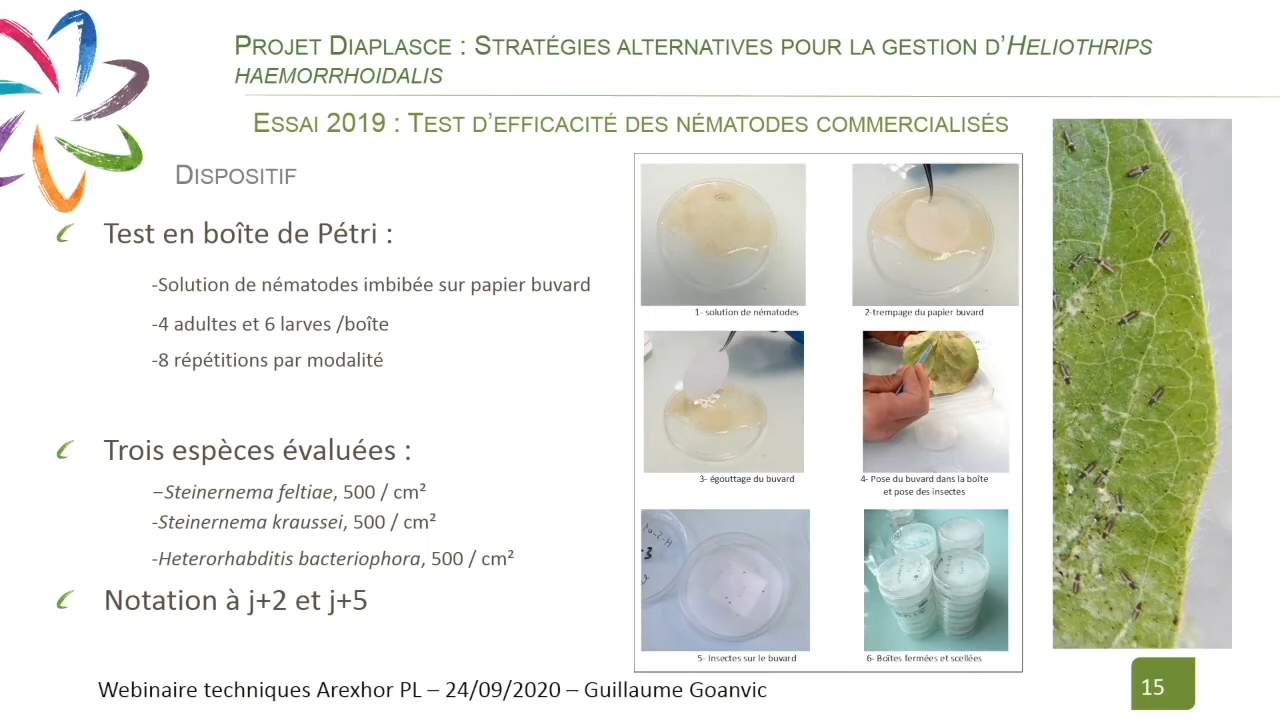 PROJET DIAPLASCE : STRATÉGIES ALTERNATIVES POUR LA GESTION D'HELIOTHRIPS
HAEMORRHOIDALIS
ESSAI 2019 : TEST D'EFFICACITÉ DES NÉMATODES COMMERCIALISÉS
DISPOSITIF
Test en boîte de Pétri :
-Solution de nématodes imbibée sur papier buvard
-4 adultes et 6 larves /boîte
-8 répétitions par modalité
Trois espèces évaluées :
–Steinernema feltiae, 500 / cm²
-Steinernema kraussei, 500 / cm²
-Heterorhabditis bacteriophora, 500 / cm²
Notation à j+2 et j+5
1- solution de nématodes
2-trempage du papier buvard
3- égouttage du buvard
4- Pose du buvard dans la boîte
et pose des insectes
5- Insectes sur le buvard
6- Boîtes fermées et scellées
Webinaire techniques Arexhor PL – 24/09/2020 – Guillaume Goanvic
15